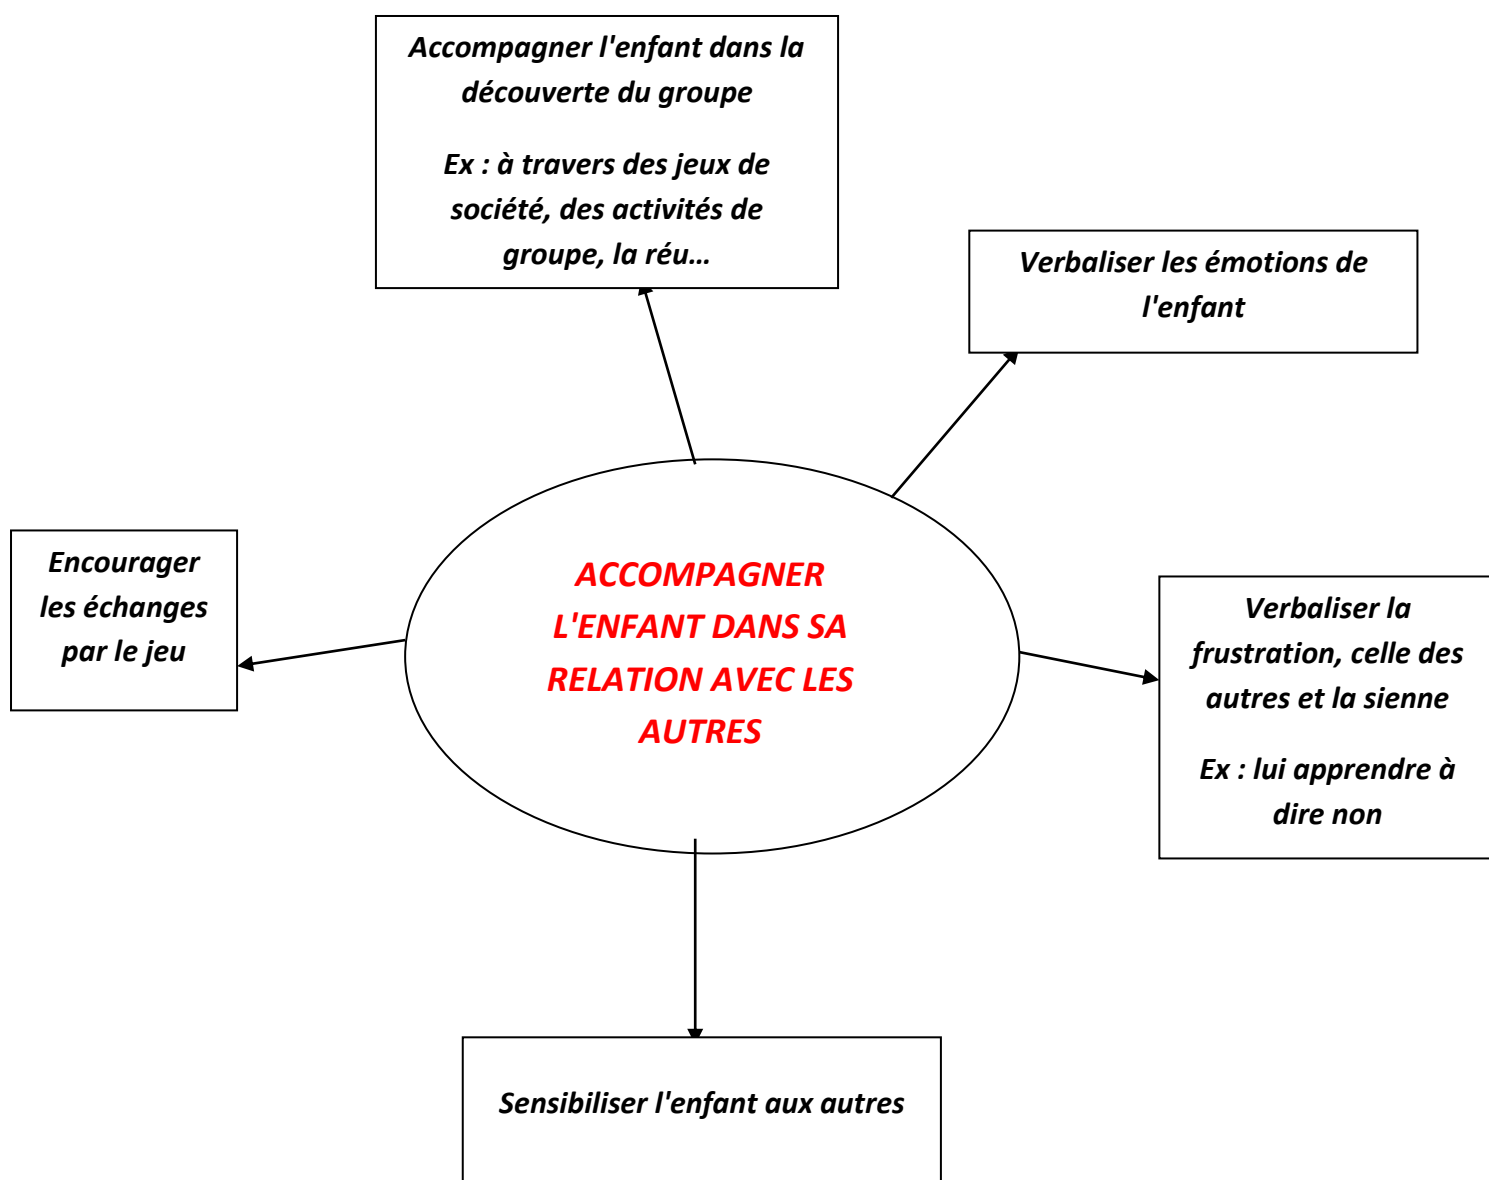 Accompagner l'enfant dans la
découverte du groupe
Ex : à travers des jeux de
société, des activités de
groupe, la réu…
Verbaliser les émotions de
l'enfant
Encourager
les échanges
par le jeu
ACCOMPAGNER
L'ENFANT DANS SA
RELATION AVEC LES
AUTRES
Verbaliser la
frustration, celle des
autres et la sienne
Ex : lui apprendre à
dire non
Sensibiliser l'enfant aux autres